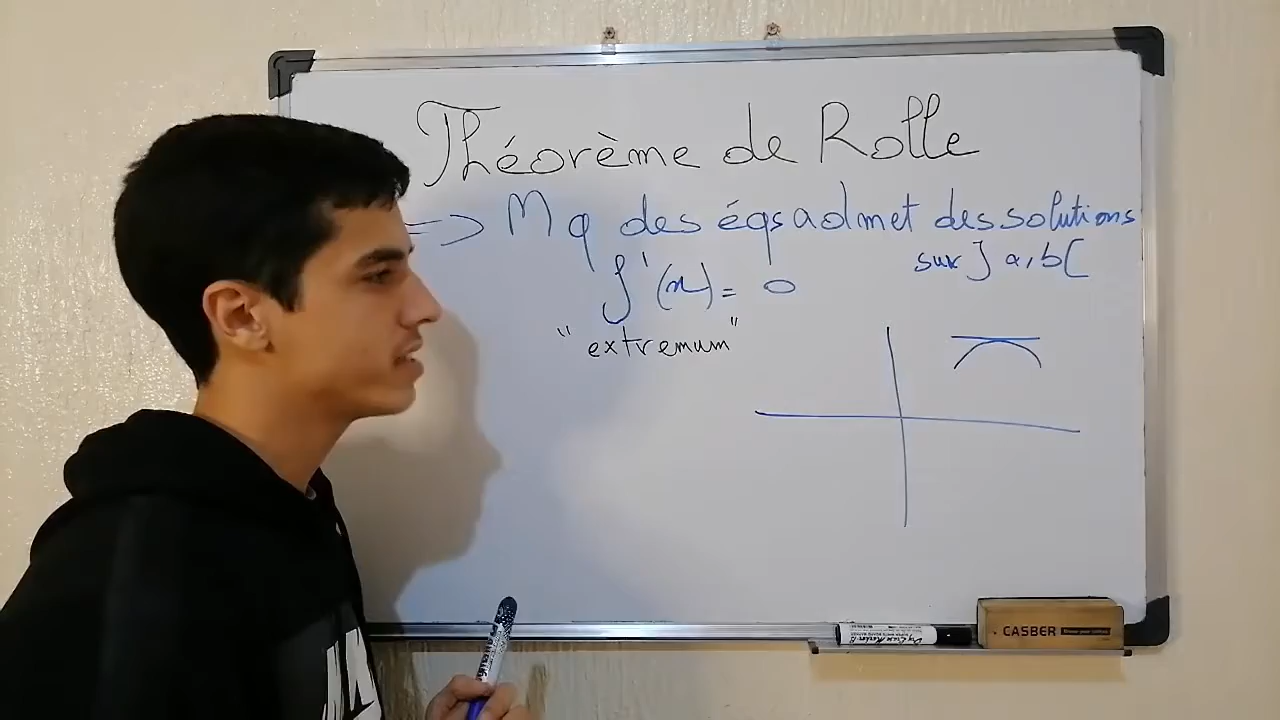 Théorème de Rolle
=> Mq des éqs admet des solutions
sur ]a,b[
f'(x) = 0
"extremum"
CASBER